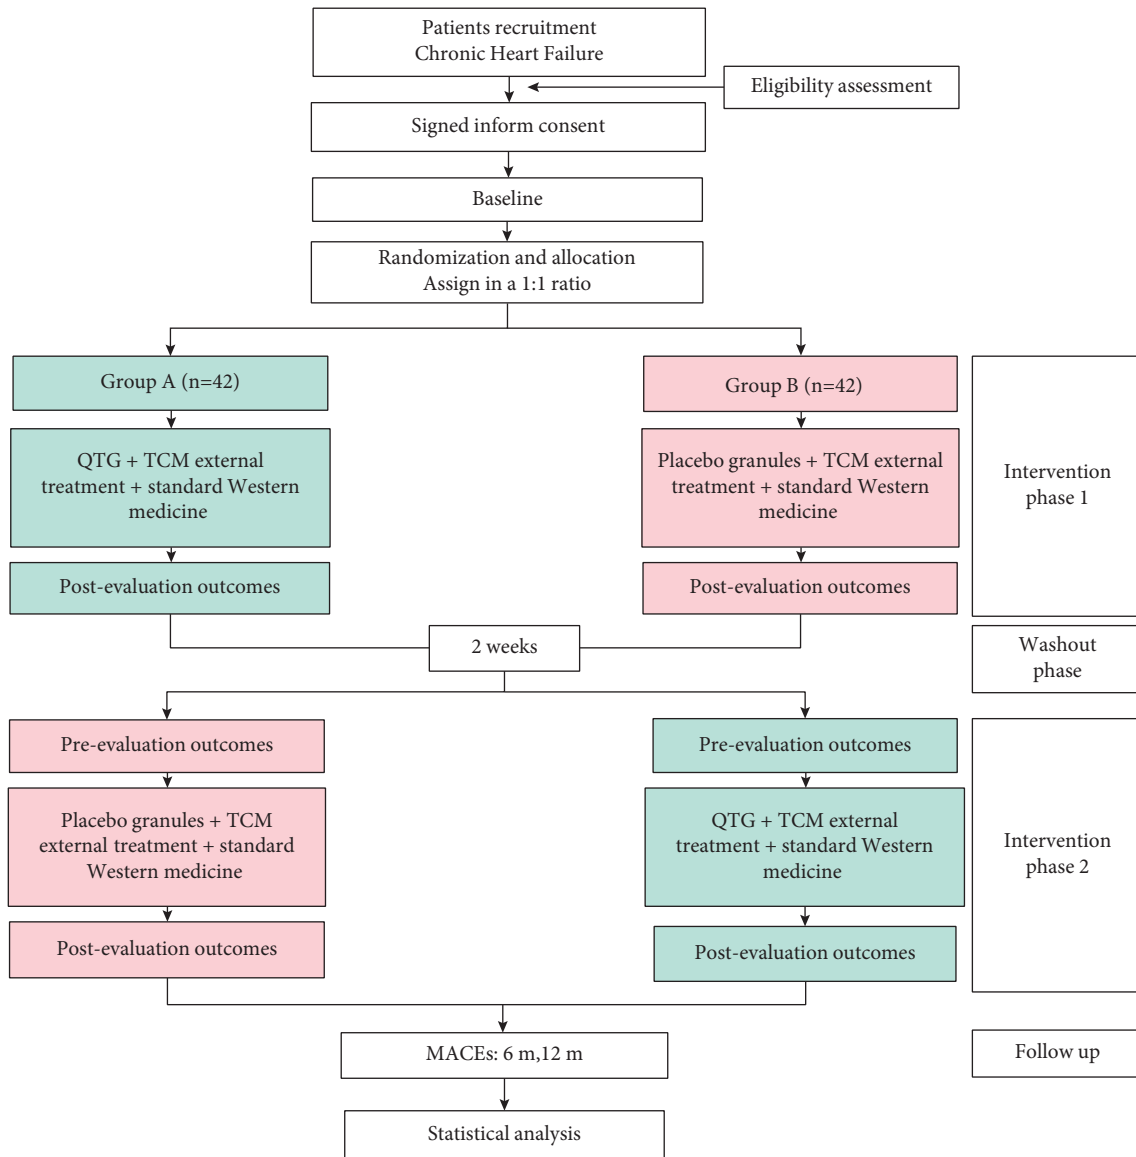 Patients recruitment
Chronic Heart Failure
Eligibility assessment
Signed inform consent
Baseline
Randomization and allocation
Assign in a 1:1 ratio
Group A (n=42)
Group B (n=42)
QTG + TCM external
treatment + standard Western
medicine
Placebo granules + TCM external
treatment + standard Western
medicine
Intervention
phase 1
Post-evaluation outcomes
Post-evaluation outcomes
2 weeks
Washout
phase
Pre-evaluation outcomes
Pre-evaluation outcomes
Placebo granules + TCM
external treatment + standard
Western medicine
QTG + TCM external
treatment + standard Western
medicine
Intervention
phase 2
Post-evaluation outcomes
Post-evaluation outcomes
MACEs: 6 m,12 m
Follow up
Statistical analysis